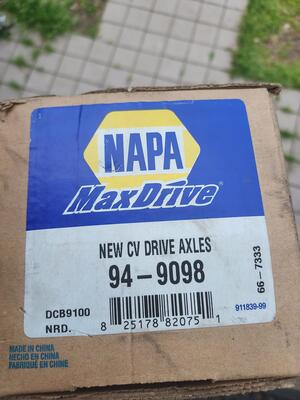 NAPA
MaxDrive
NEW CV DRIVE AXLES
94-9098
66-7333
DCB9100
NRD.
8 25178 82075 1
911839-99
MADE IN CHINA
HECHO EN CHINA
FABRIQUÉ EN CHINE